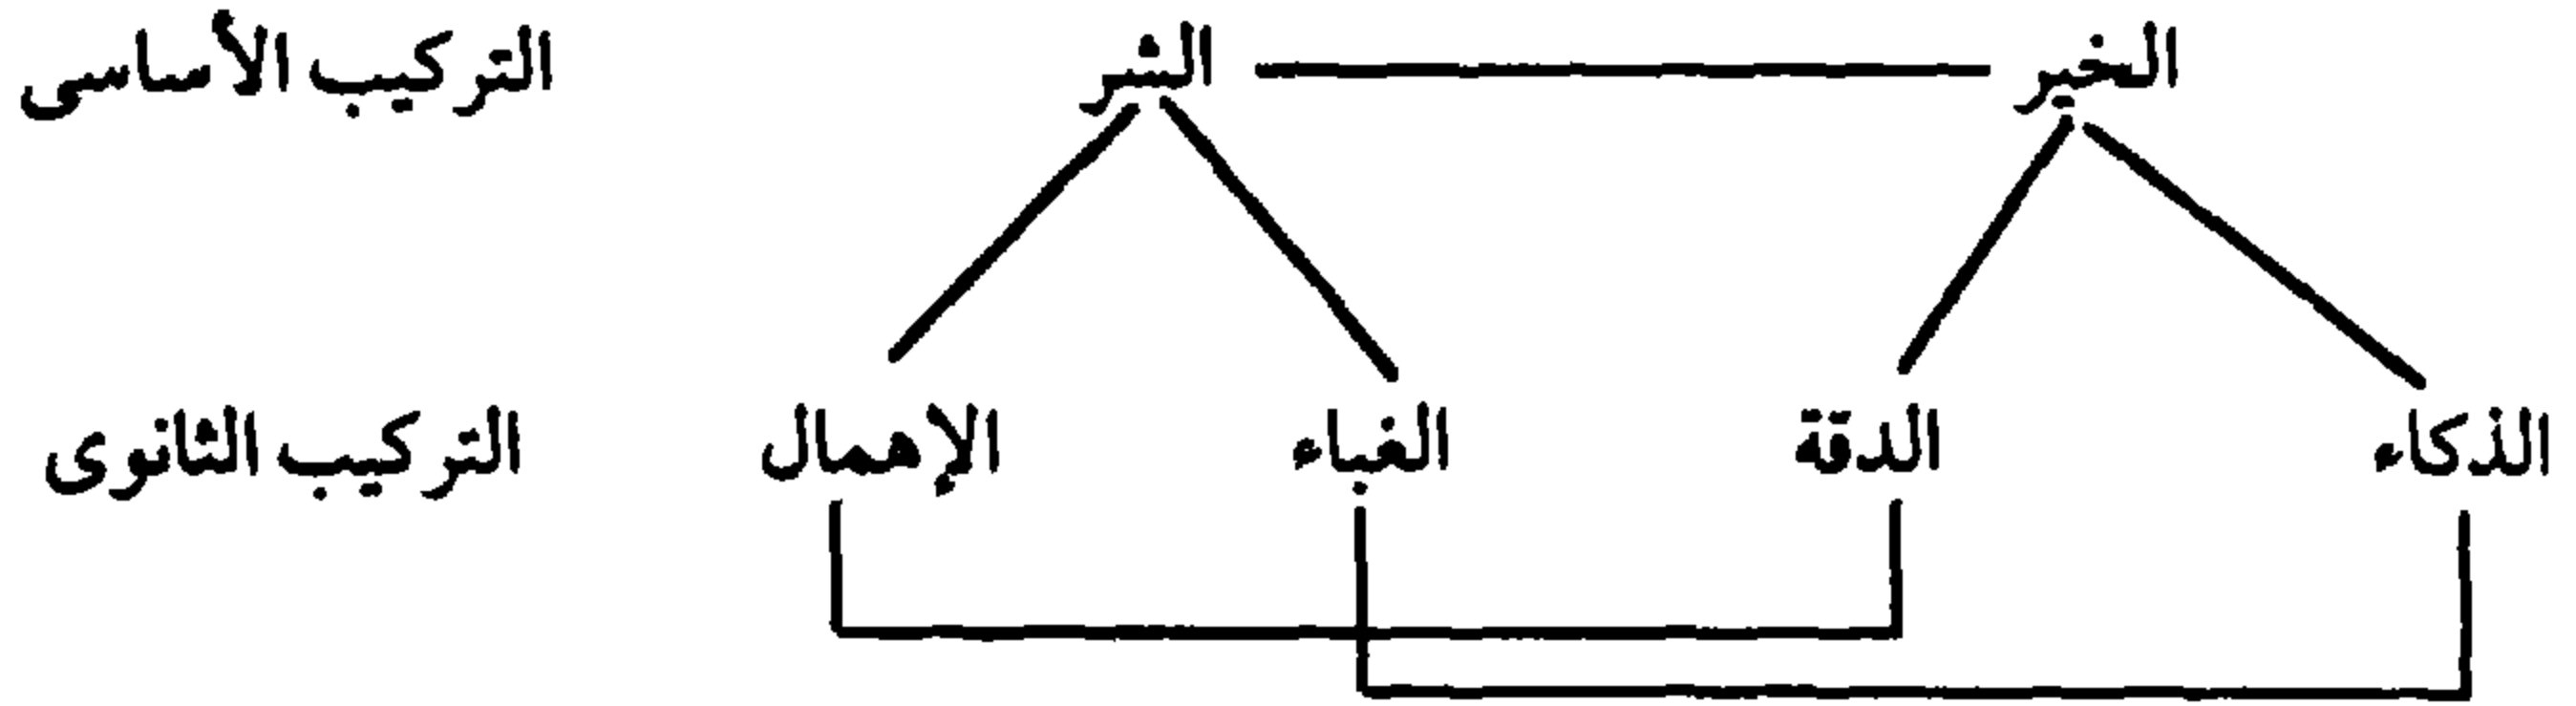 الخير الشر التركيب الأساسى
الذكاء الدقة الغباء الإهمال التركيب الثانوى